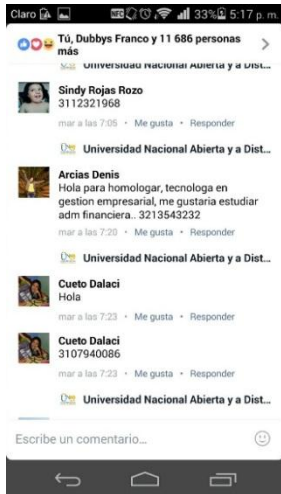 Claro 33% 5:17 p. m.
Tú, Dubbys Franco y 11 686 personas
más
Universidad Nacional Abierta y a Dist...
Sindy Rojas Rozo
3112321968
mar a las 7:05 • Me gusta • Responder
Universidad Nacional Abierta y a Dist...
Arcias Denis
Hola para homologar, tecnologa en
gestion empresarial, me gustaria estudiar
adm financiera.. 3213543232
mar a las 7:20 • Me gusta • Responder
Universidad Nacional Abierta y a Dist...
Cueto Dalaci
Hola
mar a las 7:23 • Me gusta • Responder
Cueto Dalaci
3107940086
mar a las 7:23 • Me gusta • Responder
Universidad Nacional Abierta y a Dist...
Escribe un comentario...